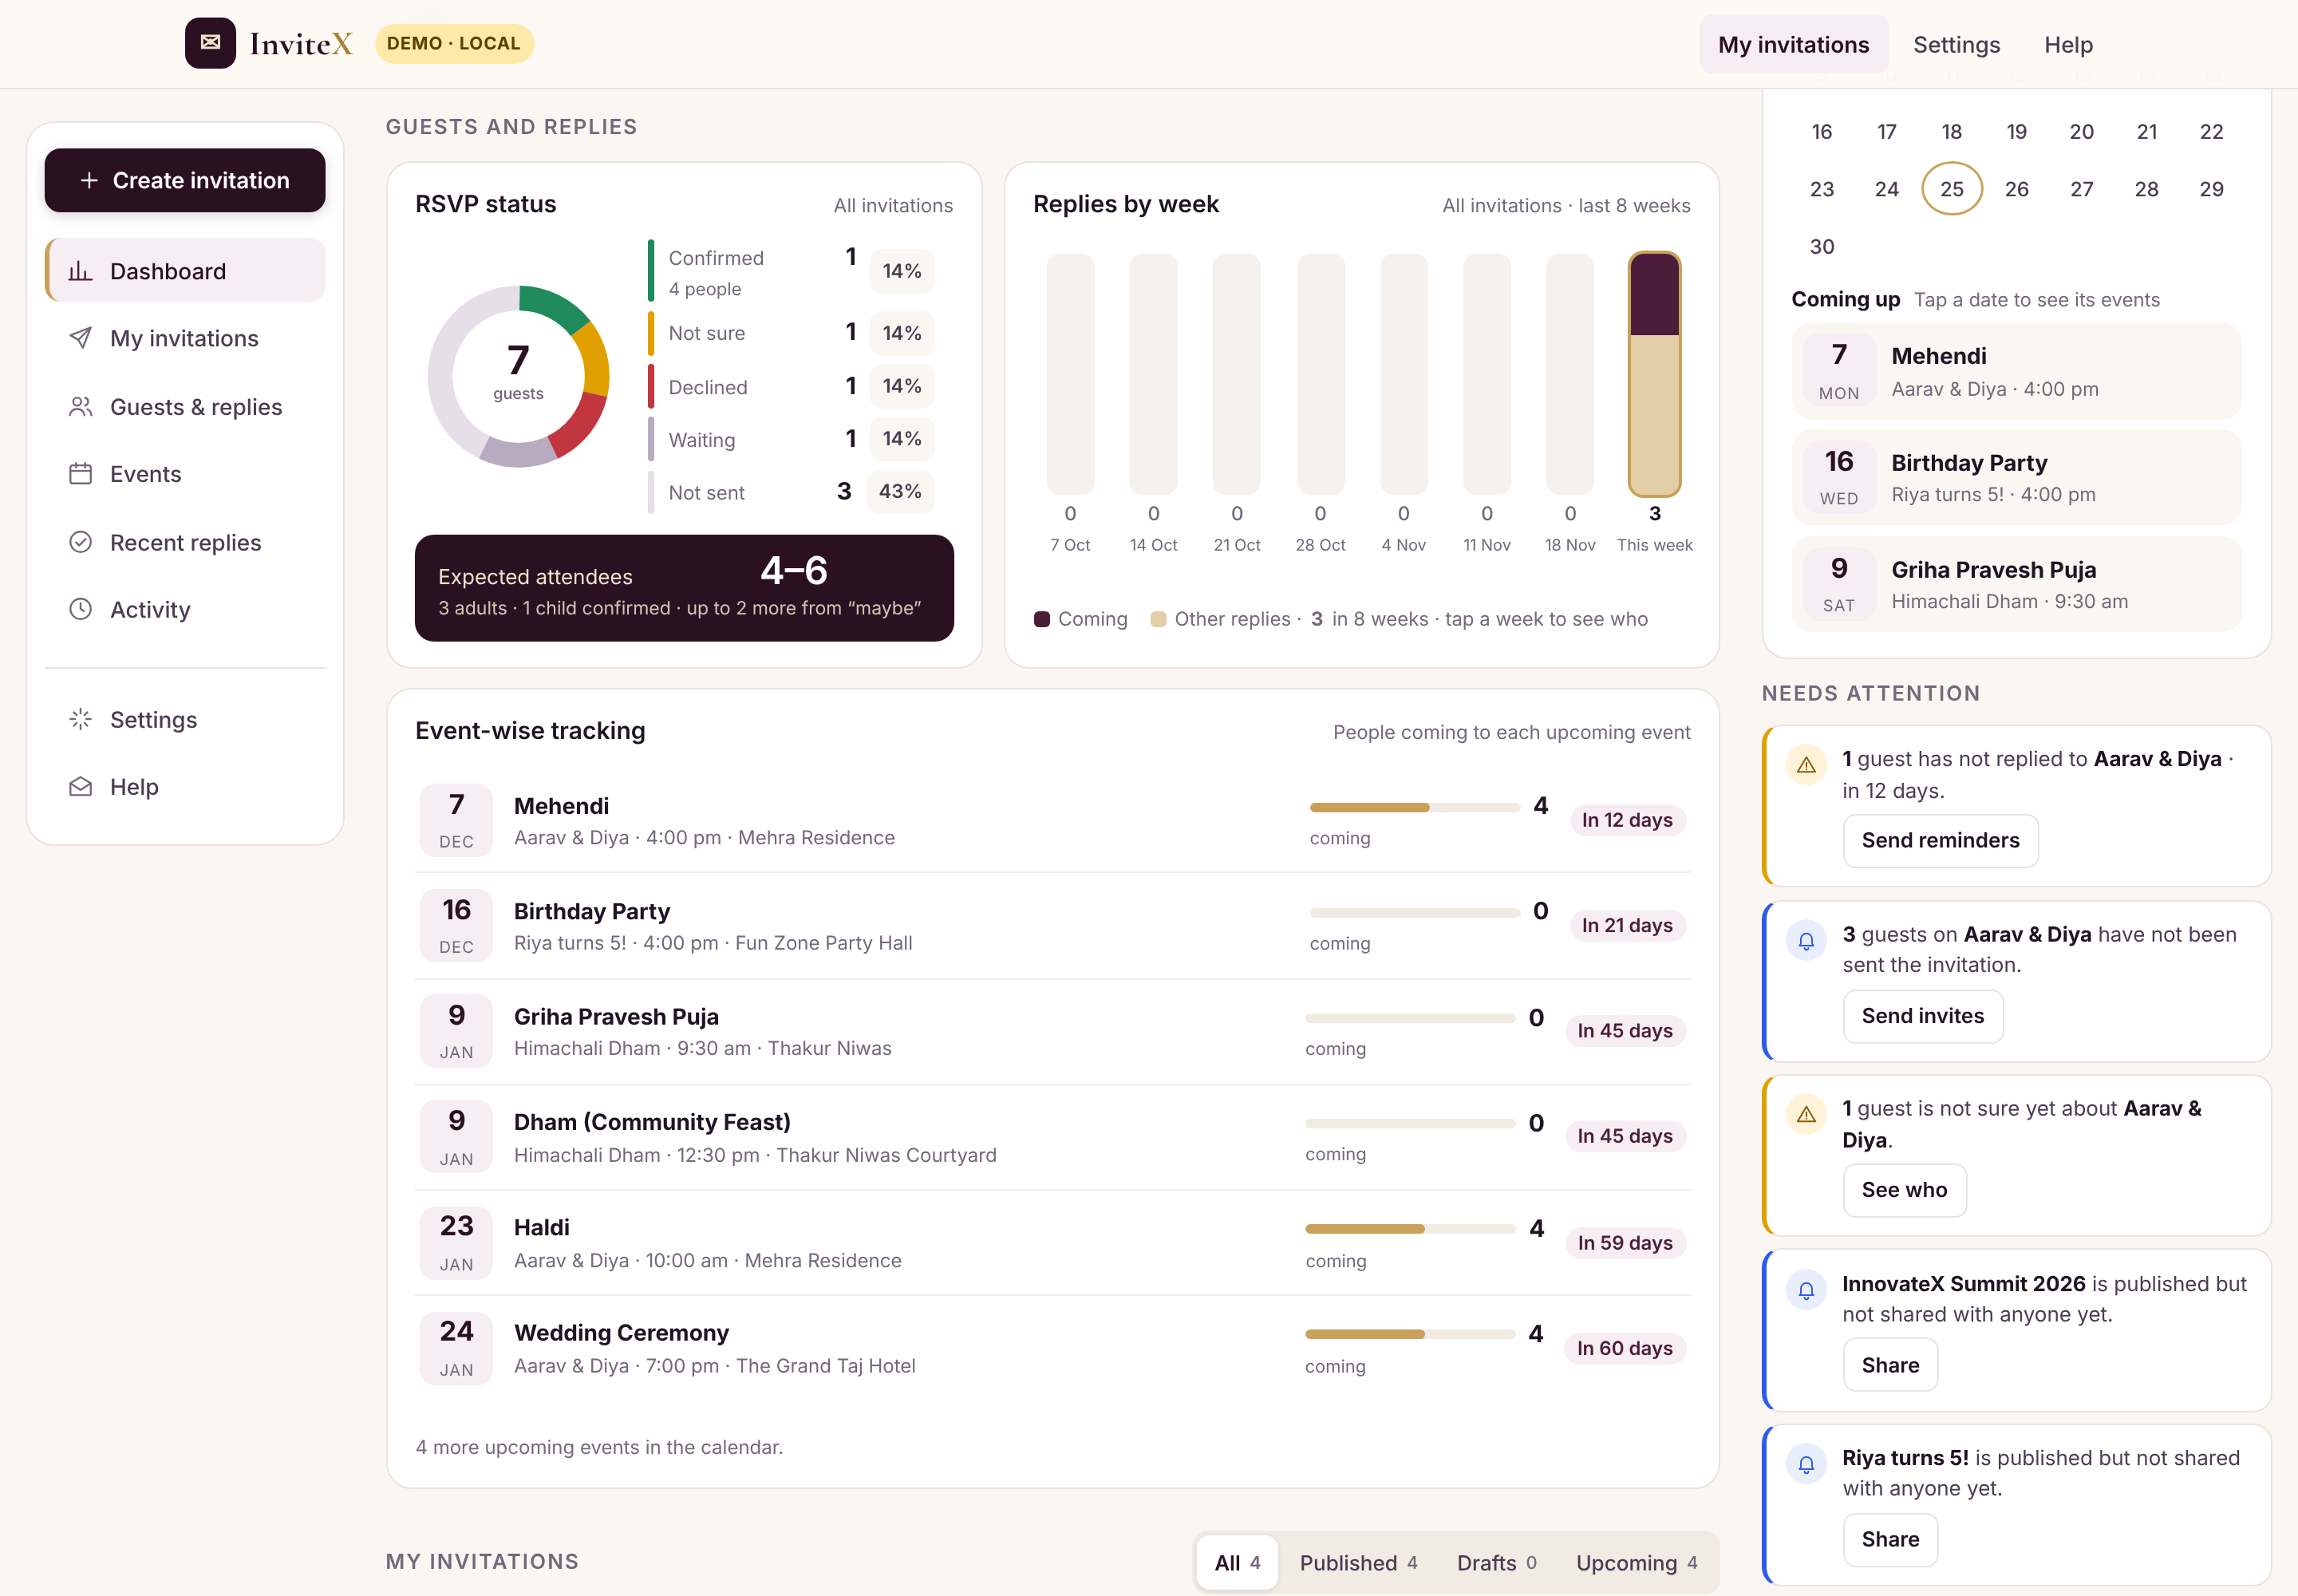 ✉ InviteX DEMO · LOCAL
My invitations Settings Help
+ Create invitation
Dashboard
My invitations
Guests & replies
Events
Recent replies
Activity
Settings
Help
GUESTS AND REPLIES
RSVP status All invitations
7
guests
Confirmed 1 14%
4 people
Not sure 1 14%
Declined 1 14%
Waiting 1 14%
Not sent 3 43%
Expected attendees 4–6
3 adults · 1 child confirmed · up to 2 more from “maybe”
Replies by week All invitations · last 8 weeks
0 0 0 0 0 0 0 3
7 Oct 14 Oct 21 Oct 28 Oct 4 Nov 11 Nov 18 Nov This week
Coming Other replies · 3 in 8 weeks · tap a week to see who
Event-wise tracking People coming to each upcoming event
7 DEC
Mehendi
Aarav & Diya · 4:00 pm · Mehra Residence
4
coming
In 12 days
16 DEC
Birthday Party
Riya turns 5! · 4:00 pm · Fun Zone Party Hall
0
coming
In 21 days
9 JAN
Griha Pravesh Puja
Himachali Dham · 9:30 am · Thakur Niwas
0
coming
In 45 days
9 JAN
Dham (Community Feast)
Himachali Dham · 12:30 pm · Thakur Niwas Courtyard
0
coming
In 45 days
23 JAN
Haldi
Aarav & Diya · 10:00 am · Mehra Residence
4
coming
In 59 days
24 JAN
Wedding Ceremony
Aarav & Diya · 7:00 pm · The Grand Taj Hotel
4
coming
In 60 days
4 more upcoming events in the calendar.
MY INVITATIONS
All 4 Published 4 Drafts 0 Upcoming 4
16 17 18 19 20 21 22
23 24 25 26 27 28 29
30
Coming up Tap a date to see its events
7 MON
Mehendi
Aarav & Diya · 4:00 pm
16 WED
Birthday Party
Riya turns 5! · 4:00 pm
9 SAT
Griha Pravesh Puja
Himachali Dham · 9:30 am
NEEDS ATTENTION
1 guest has not replied to Aarav & Diya ·
in 12 days.
Send reminders
3 guests on Aarav & Diya have not been
sent the invitation.
Send invites
1 guest is not sure yet about Aarav &
Diya.
See who
InnovateX Summit 2026 is published but
not shared with anyone yet.
Share
Riya turns 5! is published but not shared
with anyone yet.
Share